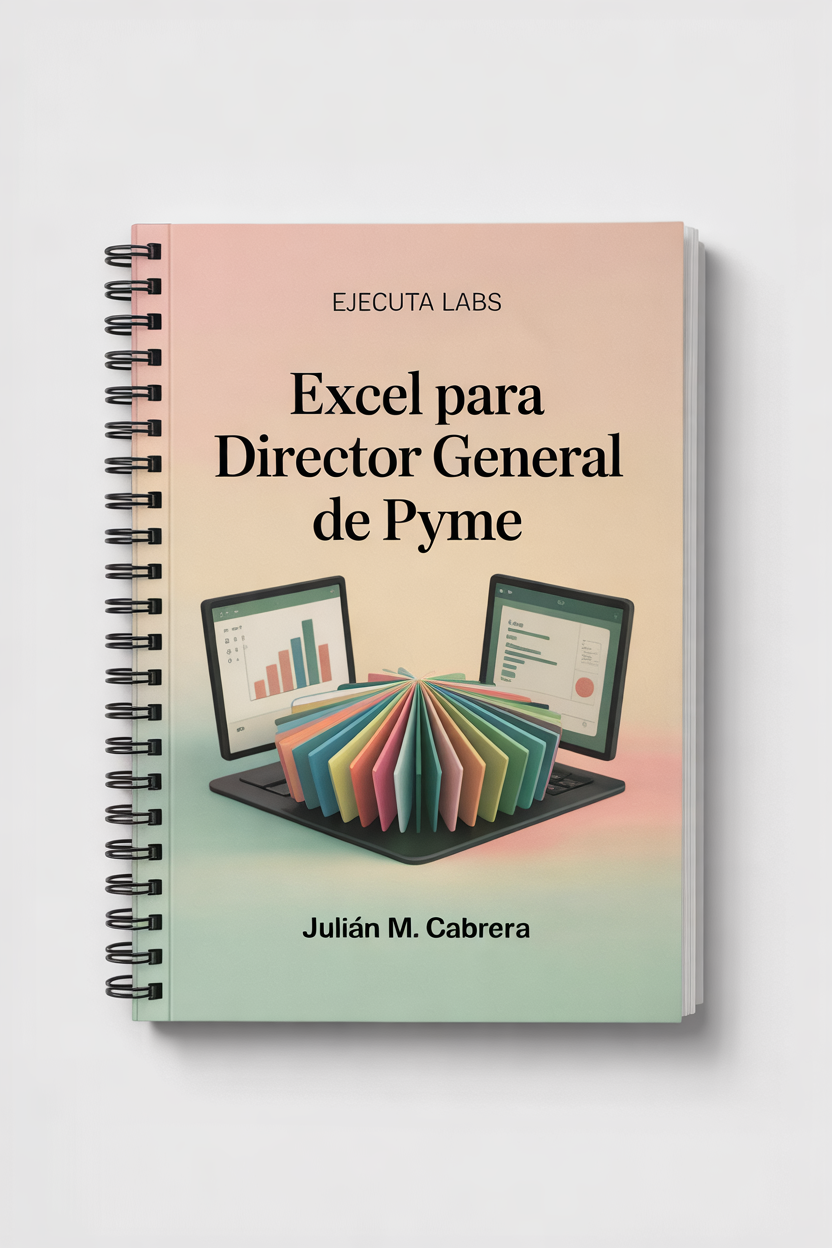 EJECUTA LABS
Excel para
Director General
de Pyme
Julián M. Cabrera